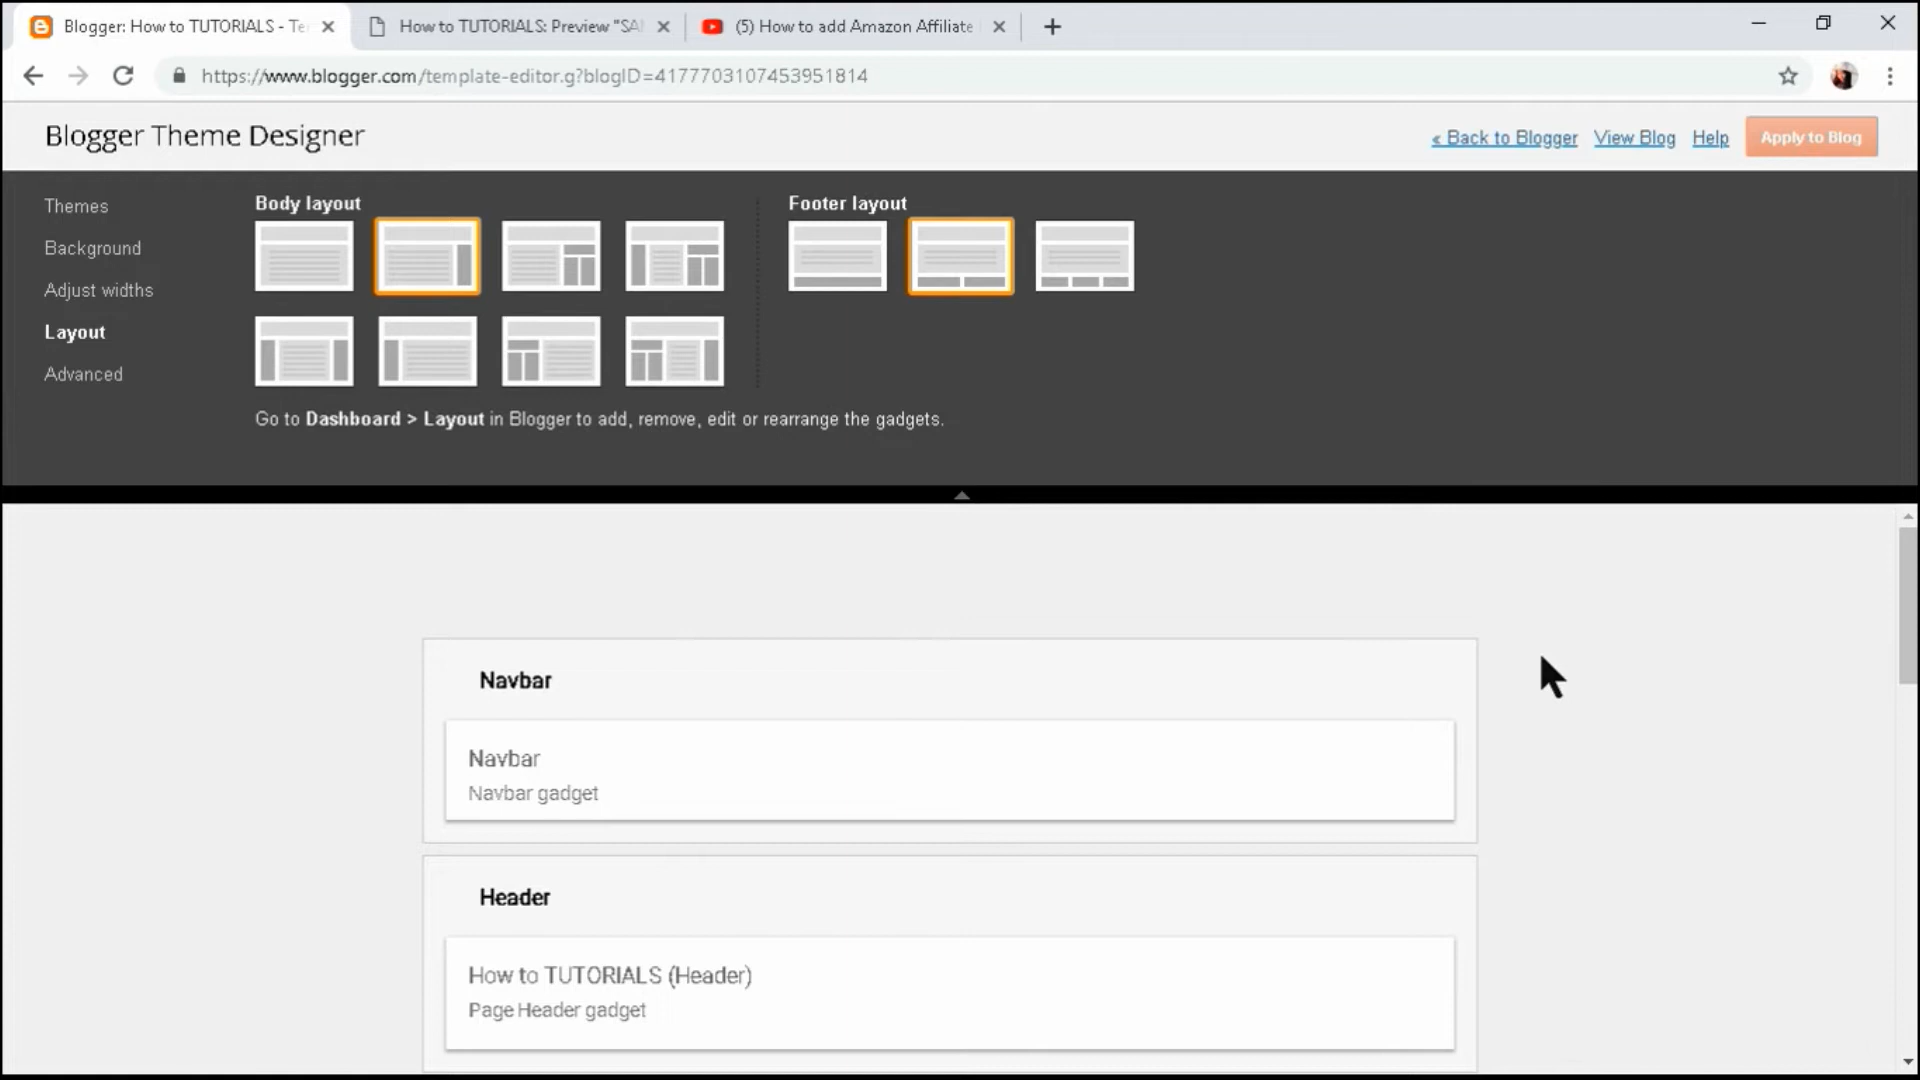 Blogger: How to TUTORIALS - Te
How to TUTORIALS: Preview "SA
(5) How to add Amazon Affiliate
https://www.blogger.com/template-editor.g?blogID=4177703107453951814
Blogger Theme Designer
« Back to Blogger View Blog Help Apply to Blog
Themes
Background
Adjust widths
Layout
Advanced
Body layout
Footer layout
Go to Dashboard > Layout in Blogger to add, remove, edit or rearrange the gadgets.
Navbar
Navbar
Navbar gadget
Header
How to TUTORIALS (Header)
Page Header gadget